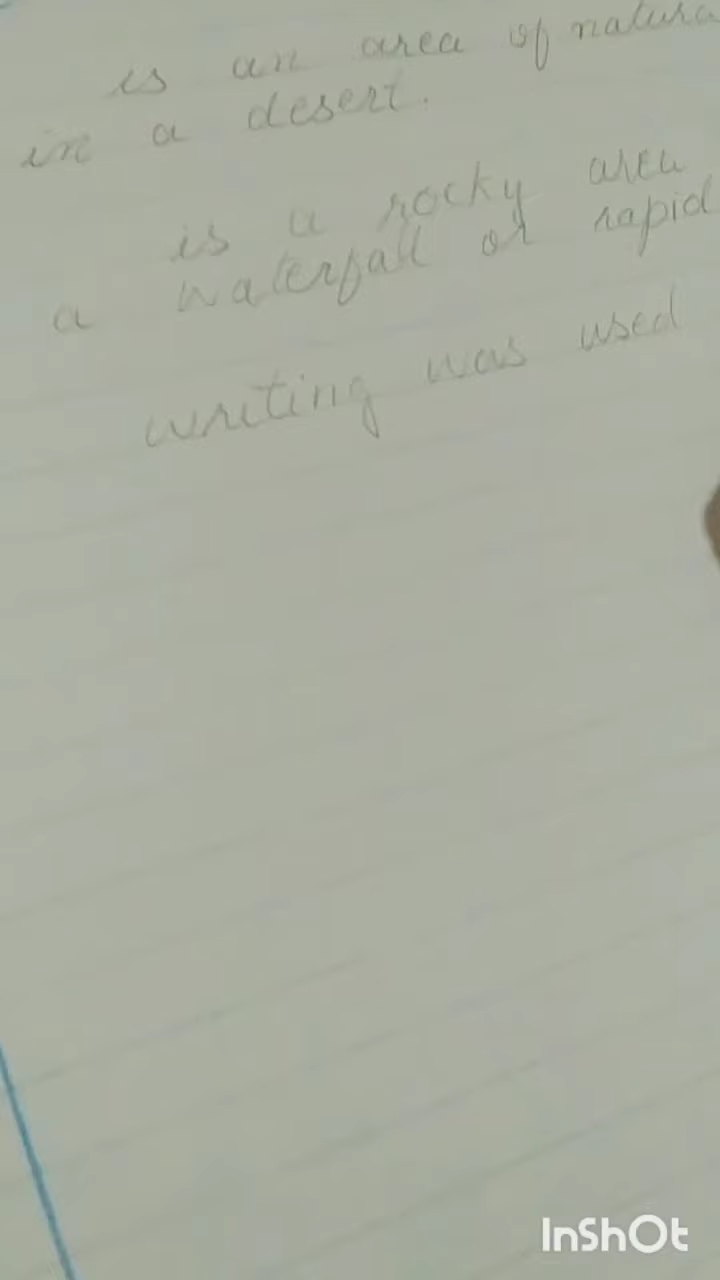 is an area of natura
in a desert.
is a rocky area
a waterfall or rapid
writing was used
InShOt